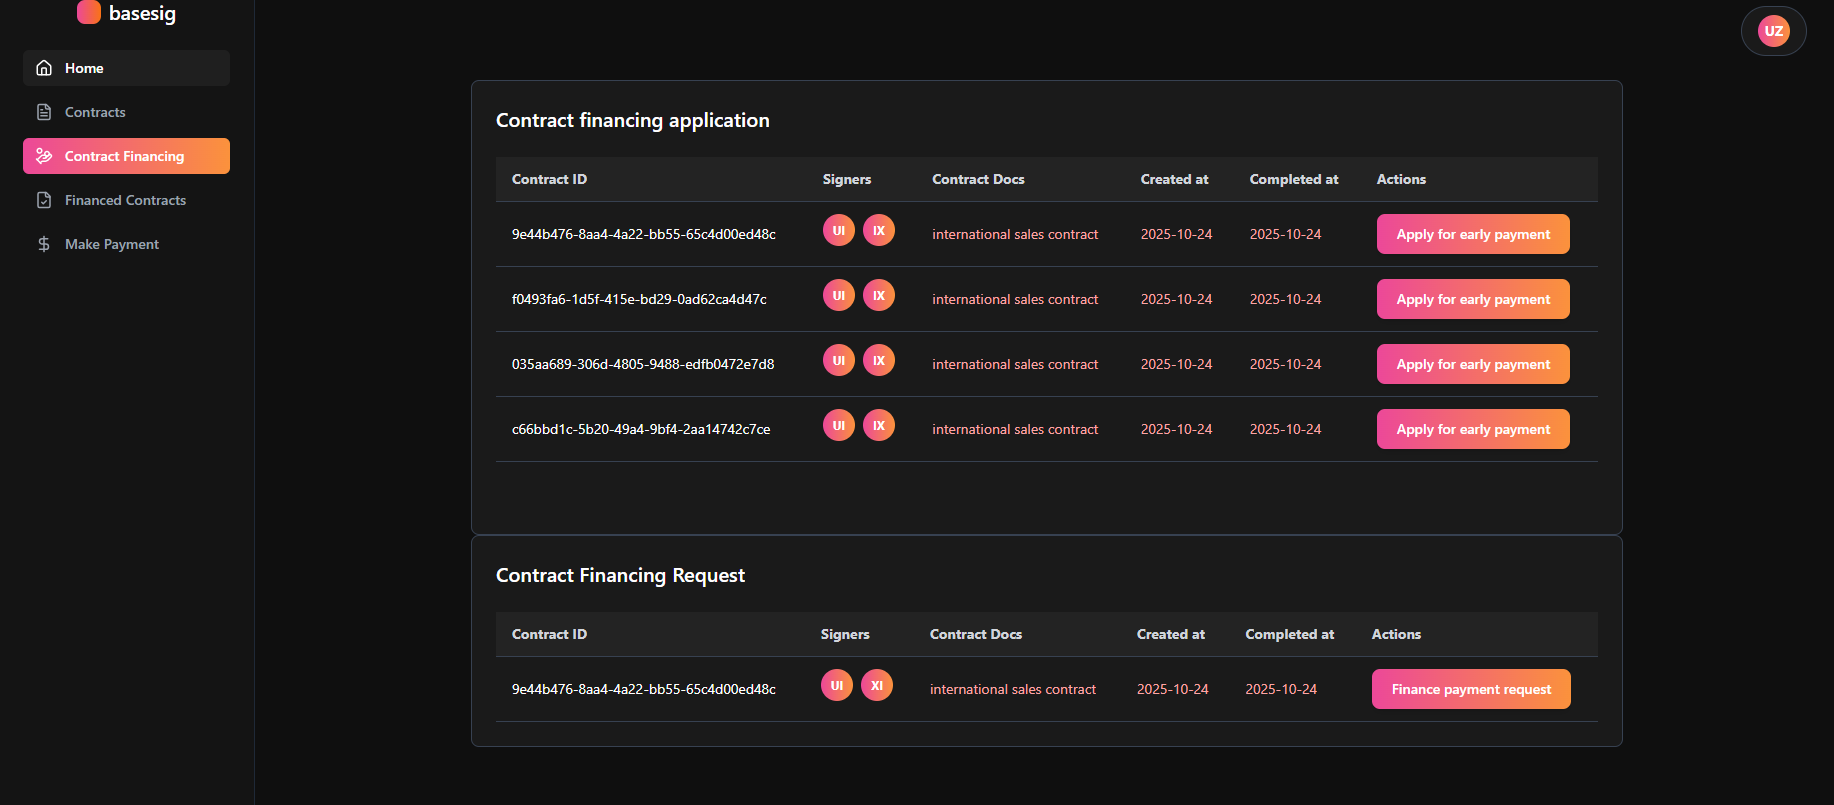 basesig
UZ
Home
Contracts
Contract Financing
Financed Contracts
Make Payment
Contract financing application
Contract ID Signers Contract Docs Created at Completed at Actions
9e44b476-8aa4-4a22-bb55-65c4d00ed48c UI IX international sales contract 2025-10-24 2025-10-24 Apply for early payment
f0493fa6-1d5f-415e-bd29-0ad62ca4d47c UI IX international sales contract 2025-10-24 2025-10-24 Apply for early payment
035aa689-306d-4805-9488-edfb0472e7d8 UI IX international sales contract 2025-10-24 2025-10-24 Apply for early payment
c66bbd1c-5b20-49a4-9bf4-2aa14742c7ce UI IX international sales contract 2025-10-24 2025-10-24 Apply for early payment
Contract Financing Request
Contract ID Signers Contract Docs Created at Completed at Actions
9e44b476-8aa4-4a22-bb55-65c4d00ed48c UI XI international sales contract 2025-10-24 2025-10-24 Finance payment request